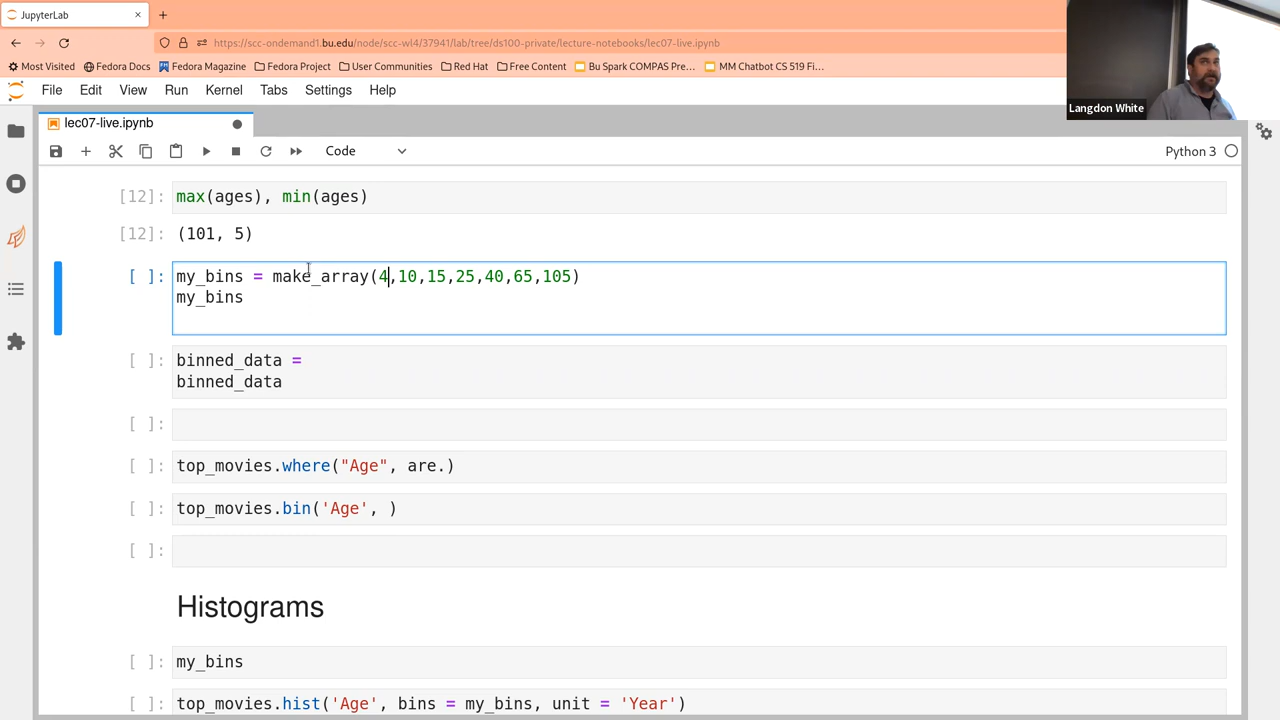 JupyterLab
https://scc-ondemand1.bu.edu/node/scc-wl4/37941/lab/tree/ds100-private/lecture-notebooks/lec07-live.ipynb
Most Visited Fedora Docs Fedora Magazine Fedora Project User Communities Red Hat Free Content Bu Spark COMPAS Pre… MM Chatbot CS 519 Fi…
Langdon White
File Edit View Run Kernel Tabs Settings Help
lec07-live.ipynb
Code
Python 3
[12]: max(ages), min(ages)
[12]: (101, 5)
[ ]: my_bins = make_array(4,10,15,25,40,65,105)
my_bins
[ ]: binned_data =
binned_data
[ ]:
[ ]: top_movies.where("Age", are.)
[ ]: top_movies.bin('Age', )
[ ]:
Histograms
[ ]: my_bins
[ ]: top_movies.hist('Age', bins = my_bins, unit = 'Year')